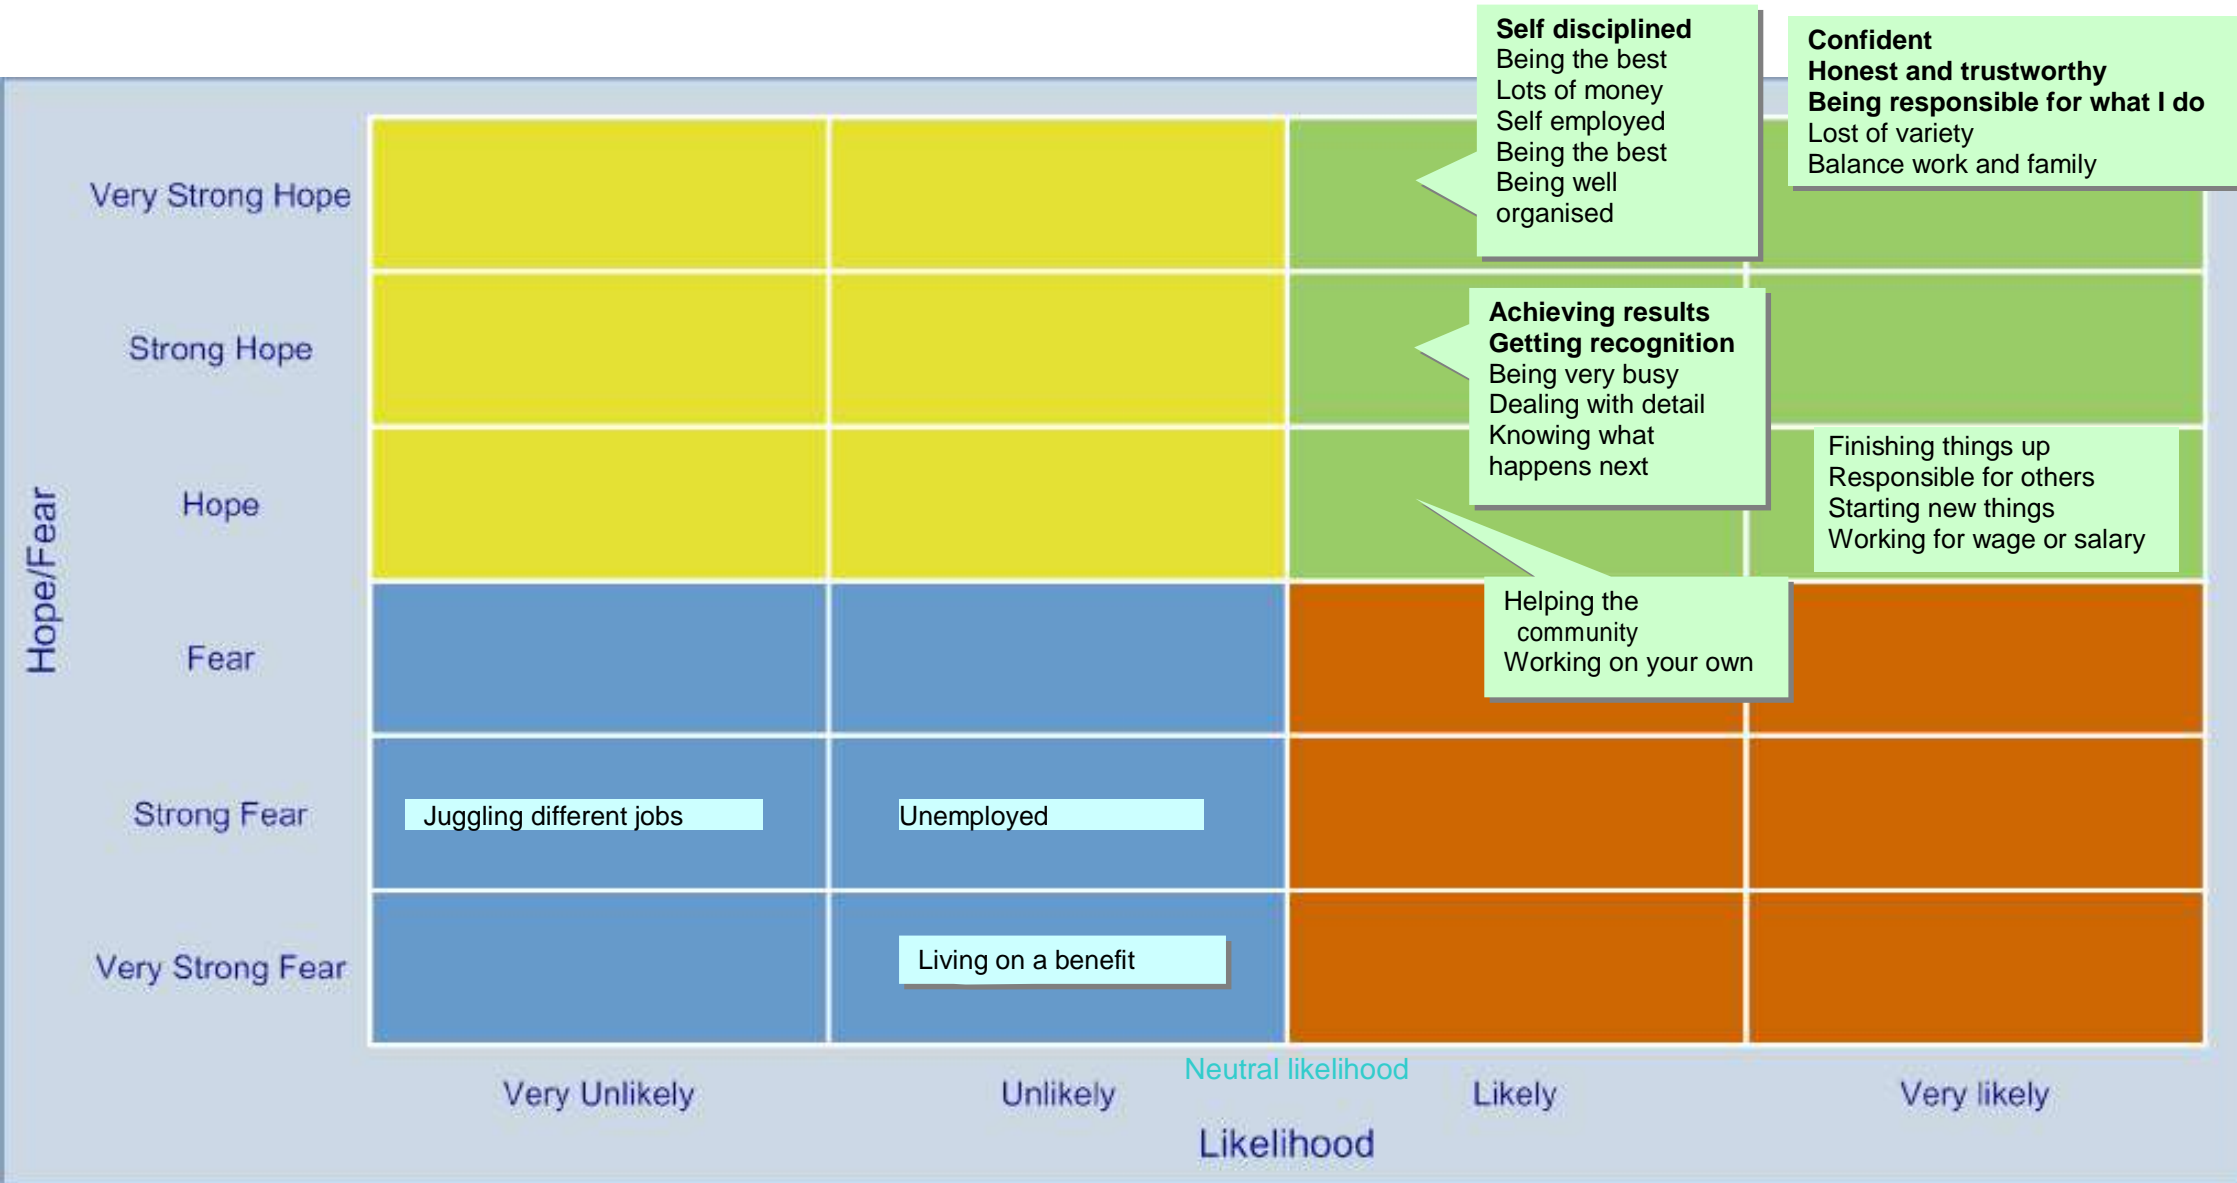 Self disciplined
Being the best
Lots of money
Self employed
Being the best
Being well
organised
Confident
Honest and trustworthy
Being responsible for what I do
Lost of variety
Balance work and family
Very Strong Hope
Strong Hope
Achieving results
Getting recognition
Being very busy
Dealing with detail
Knowing what
happens next
Hope
Finishing things up
Responsible for others
Starting new things
Working for wage or salary
Hope/Fear
Fear
Helping the
community
Working on your own
Strong Fear
Juggling different jobs
Unemployed
Very Strong Fear
Living on a benefit
Neutral likelihood
Very Unlikely
Unlikely
Likely
Very likely
Likelihood